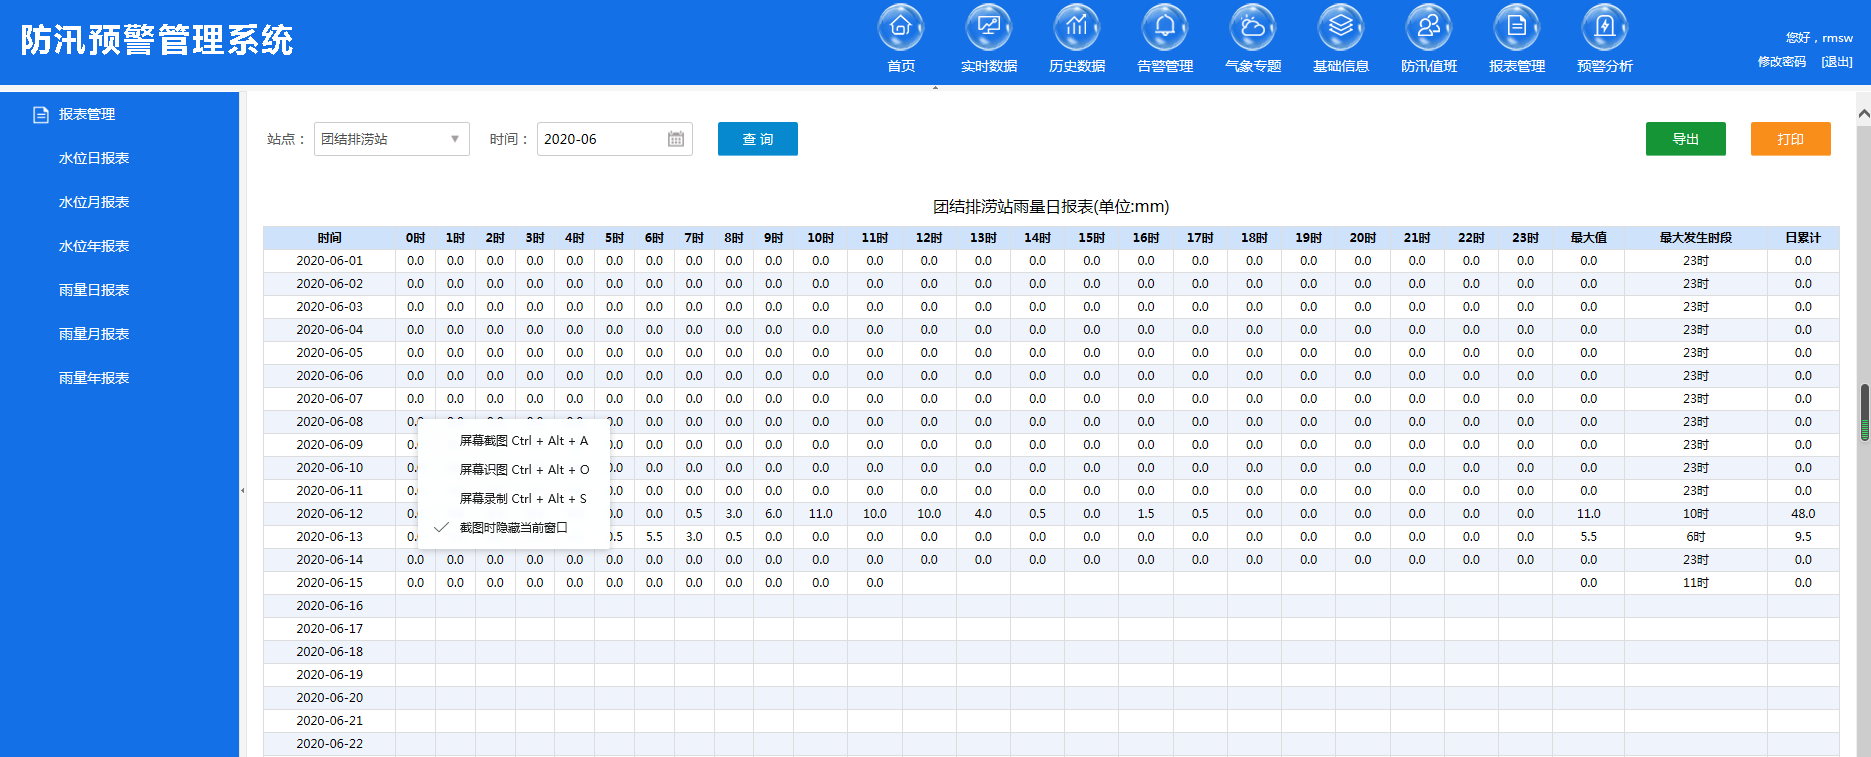 防汛预警管理系统
首页 实时数据 历史数据 告警管理 气象专题 基础信息 防汛值班 报表管理 预警分析
您好，rmsw
修改密码 [退出]
报表管理
水位日报表
水位月报表
水位年报表
雨量日报表
雨量月报表
雨量年报表
站点： 团结排涝站 时间： 2020-06 查 询 导出 打印
团结排涝站雨量日报表(单位:mm)
时间 0时 1时 2时 3时 4时 5时 6时 7时 8时 9时 10时 11时 12时 13时 14时 15时 16时 17时 18时 19时 20时 21时 22时 23时 最大值 最大发生时段 日累计
2020-06-01 0.0 0.0 0.0 0.0 0.0 0.0 0.0 0.0 0.0 0.0 0.0 0.0 0.0 0.0 0.0 0.0 0.0 0.0 0.0 0.0 0.0 0.0 0.0 0.0 0.0 23时 0.0
2020-06-02 0.0 0.0 0.0 0.0 0.0 0.0 0.0 0.0 0.0 0.0 0.0 0.0 0.0 0.0 0.0 0.0 0.0 0.0 0.0 0.0 0.0 0.0 0.0 0.0 0.0 23时 0.0
2020-06-03 0.0 0.0 0.0 0.0 0.0 0.0 0.0 0.0 0.0 0.0 0.0 0.0 0.0 0.0 0.0 0.0 0.0 0.0 0.0 0.0 0.0 0.0 0.0 0.0 0.0 23时 0.0
2020-06-04 0.0 0.0 0.0 0.0 0.0 0.0 0.0 0.0 0.0 0.0 0.0 0.0 0.0 0.0 0.0 0.0 0.0 0.0 0.0 0.0 0.0 0.0 0.0 0.0 0.0 23时 0.0
2020-06-05 0.0 0.0 0.0 0.0 0.0 0.0 0.0 0.0 0.0 0.0 0.0 0.0 0.0 0.0 0.0 0.0 0.0 0.0 0.0 0.0 0.0 0.0 0.0 0.0 0.0 23时 0.0
2020-06-06 0.0 0.0 0.0 0.0 0.0 0.0 0.0 0.0 0.0 0.0 0.0 0.0 0.0 0.0 0.0 0.0 0.0 0.0 0.0 0.0 0.0 0.0 0.0 0.0 0.0 23时 0.0
2020-06-07 0.0 0.0 0.0 0.0 0.0 0.0 0.0 0.0 0.0 0.0 0.0 0.0 0.0 0.0 0.0 0.0 0.0 0.0 0.0 0.0 0.0 0.0 0.0 0.0 0.0 23时 0.0
2020-06-08 0.0 0.0 0.0 0.0 0.0 0.0 0.0 0.0 0.0 0.0 0.0 0.0 0.0 0.0 0.0 0.0 0.0 0.0 0.0 0.0 0.0 0.0 0.0 0.0 0.0 23时 0.0
2020-06-09 0.0 0.0 0.0 0.0 0.0 0.0 0.0 0.0 0.0 0.0 0.0 0.0 0.0 0.0 0.0 0.0 0.0 0.0 0.0 0.0 23时 0.0
屏幕截图 Ctrl + Alt + A
2020-06-10 0.0 0.0 0.0 0.0 0.0 0.0 0.0 0.0 0.0 0.0 0.0 0.0 0.0 0.0 0.0 0.0 0.0 0.0 0.0 0.0 23时 0.0
屏幕识图 Ctrl + Alt + O
2020-06-11 0.0 0.0 0.0 0.0 0.0 0.0 0.0 0.0 0.0 0.0 0.0 0.0 0.0 0.0 0.0 0.0 0.0 0.0 0.0 0.0 23时 0.0
屏幕录制 Ctrl + Alt + S
2020-06-12 0.0 0.0 0.5 3.0 6.0 11.0 10.0 10.0 4.0 0.5 0.0 1.5 0.5 0.0 0.0 0.0 0.0 0.0 0.0 11.0 10时 48.0
截图时隐藏当前窗口
2020-06-13 0.5 5.5 3.0 0.5 0.0 0.0 0.0 0.0 0.0 0.0 0.0 0.0 0.0 0.0 0.0 0.0 0.0 0.0 0.0 5.5 6时 9.5
2020-06-14 0.0 0.0 0.0 0.0 0.0 0.0 0.0 0.0 0.0 0.0 0.0 0.0 0.0 0.0 0.0 0.0 0.0 0.0 0.0 0.0 0.0 0.0 0.0 0.0 0.0 23时 0.0
2020-06-15 0.0 0.0 0.0 0.0 0.0 0.0 0.0 0.0 0.0 0.0 0.0 0.0 0.0 11时 0.0
2020-06-16
2020-06-17
2020-06-18
2020-06-19
2020-06-20
2020-06-21
2020-06-22